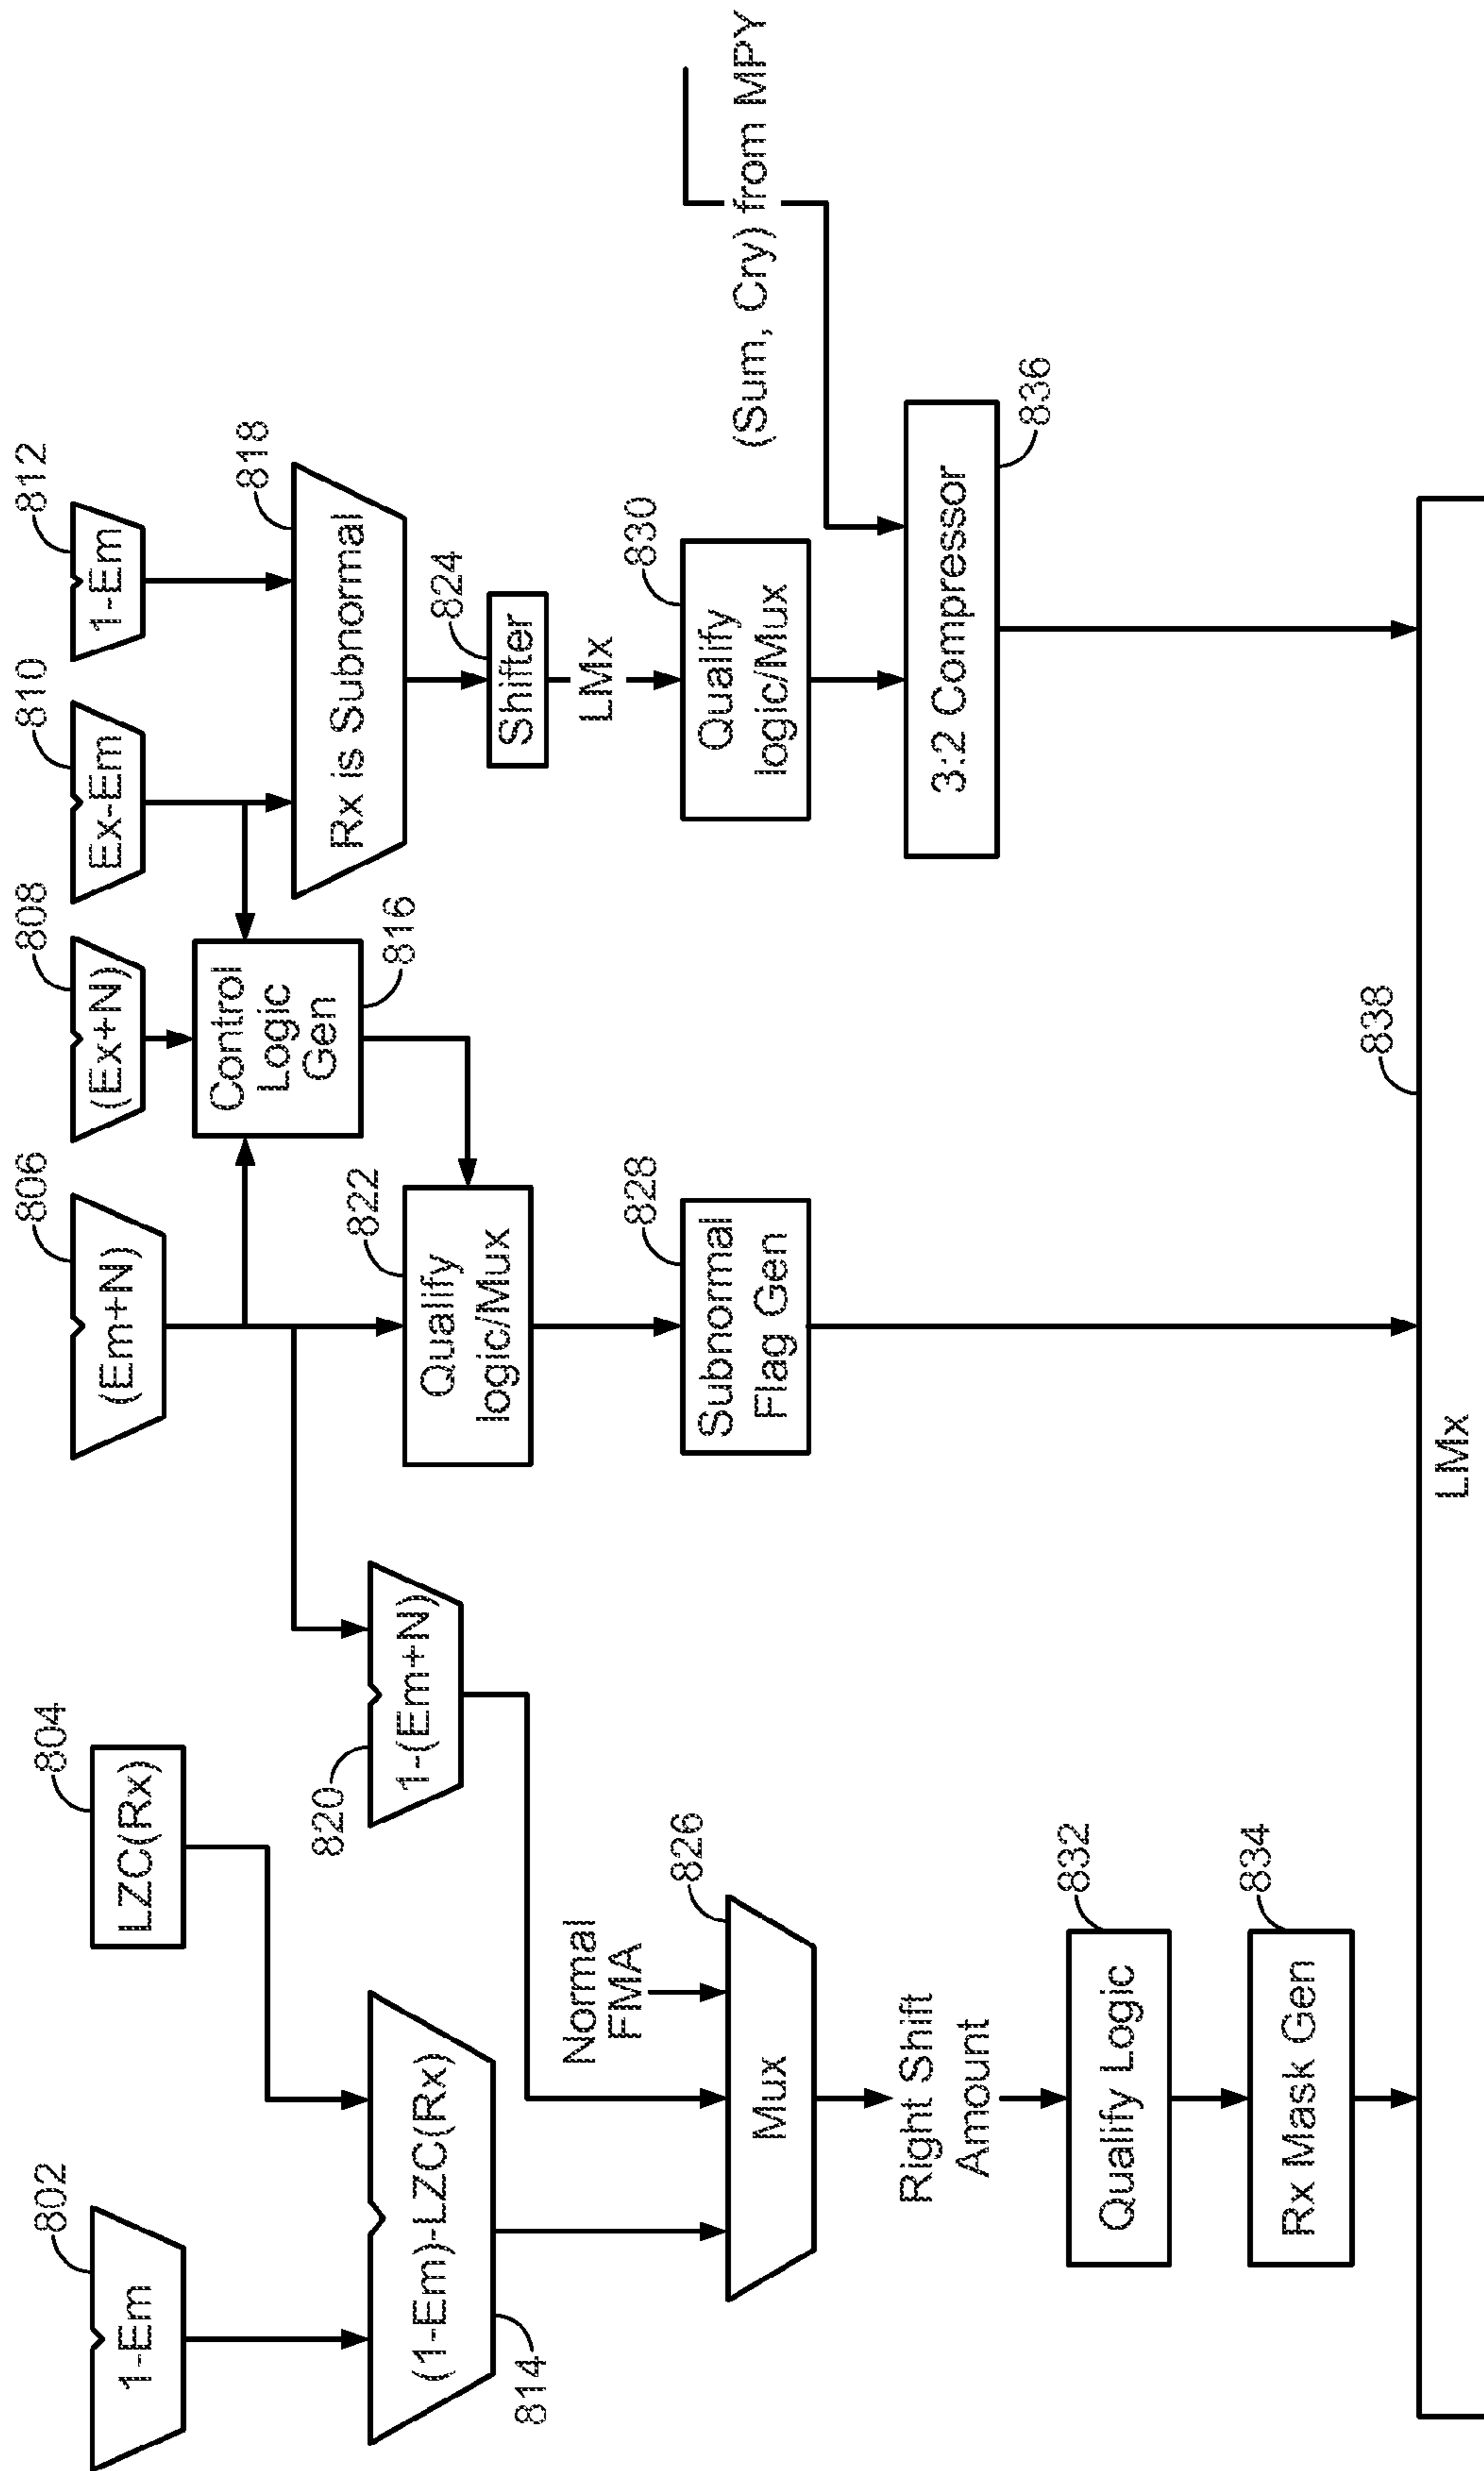 802
1-Em
804
LZC(Rx)
806
(Em+N)
808
(Ex+N)
810
Ex-Em
812
1-Em
814
(1-Em)-LZC(Rx)
820
1-(Em+N)
816
Control
Logic
Gen
818
Rx is Subnormal
822
Qualify
logic/Mux
824
Shifter
LMx
Normal
FMA
826
Mux
Right Shift
Amount
828
Subnormal
Flag Gen
830
Qualify
logic/Mux
(Sum, Cry) from MPY
832
Qualify Logic
834
Rx Mask Gen
836
3:2 Compressor
838
LMx